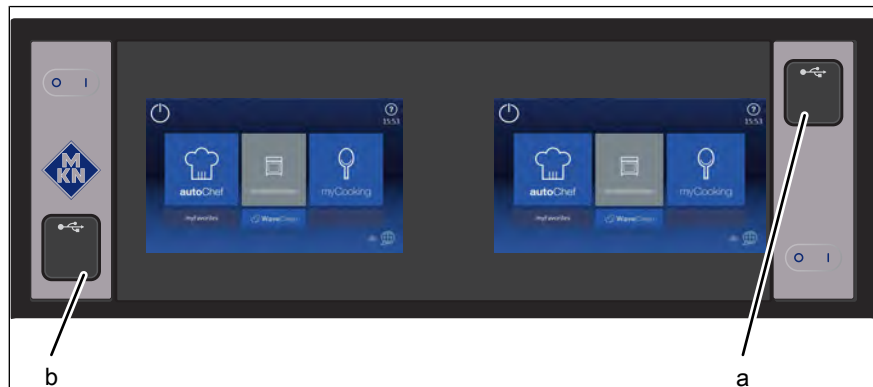 O I
MKN
15:53
autoChef
myCooking
myFavorites
WaveClean
15:53
autoChef
myCooking
myFavorites
WaveClean
O I
b
a